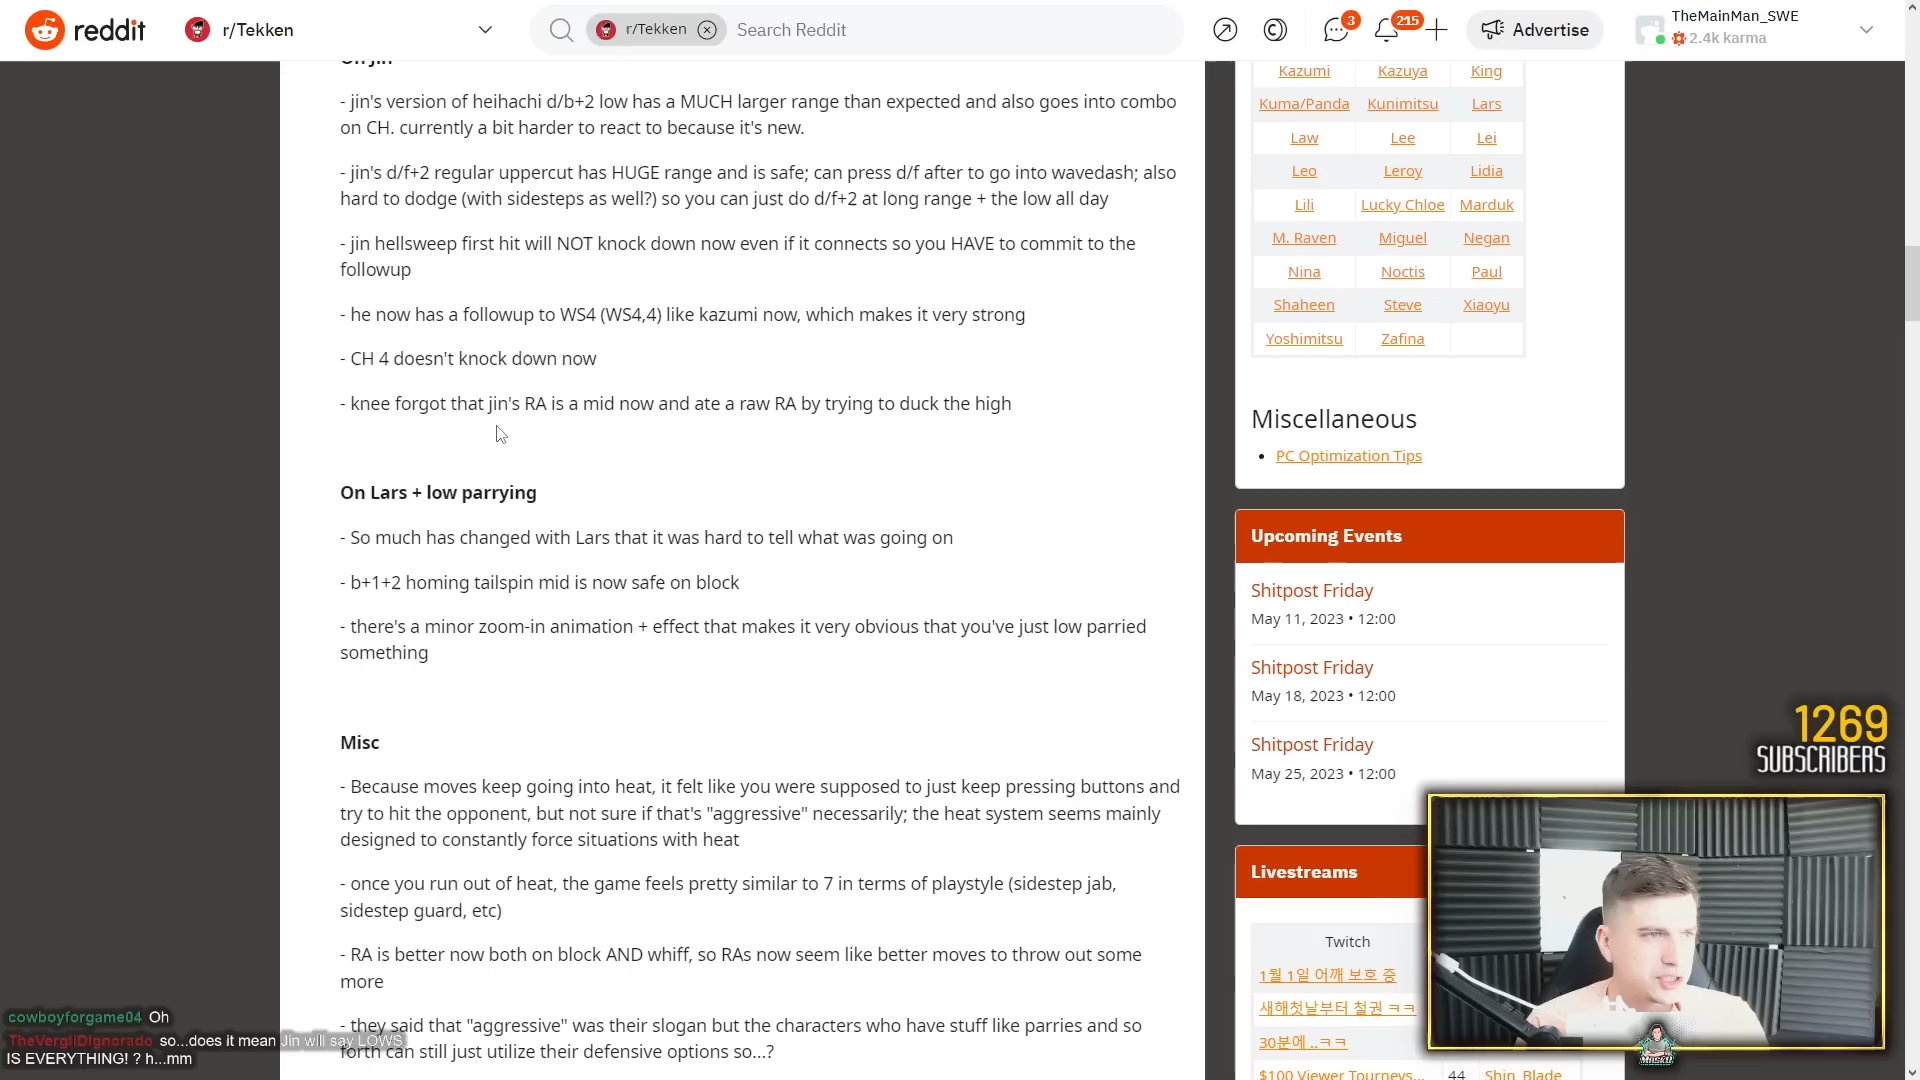 reddit
r/Tekken
r/Tekken
Search Reddit
3
215
Advertise
TheMainMan_SWE
2.4k karma
On Jin
- jin's version of heihachi d/b+2 low has a MUCH larger range than expected and also goes into combo
on CH. currently a bit harder to react to because it's new.
- jin's d/f+2 regular uppercut has HUGE range and is safe; can press d/f after to go into wavedash; also
hard to dodge (with sidesteps as well?) so you can just do d/f+2 at long range + the low all day
- jin hellsweep first hit will NOT knock down now even if it connects so you HAVE to commit to the
followup
- he now has a followup to WS4 (WS4,4) like kazumi now, which makes it very strong
- CH 4 doesn't knock down now
- knee forgot that jin's RA is a mid now and ate a raw RA by trying to duck the high
On Lars + low parrying
- So much has changed with Lars that it was hard to tell what was going on
- b+1+2 homing tailspin mid is now safe on block
- there's a minor zoom-in animation + effect that makes it very obvious that you've just low parried
something
Misc
- Because moves keep going into heat, it felt like you were supposed to just keep pressing buttons and
try to hit the opponent, but not sure if that's "aggressive" necessarily; the heat system seems mainly
designed to constantly force situations with heat
- once you run out of heat, the game feels pretty similar to 7 in terms of playstyle (sidestep jab,
sidestep guard, etc)
- RA is better now both on block AND whiff, so RAs now seem like better moves to throw out some
more
- they said that "aggressive" was their slogan but the characters who have stuff like parries and so
forth can still just utilize their defensive options so...?
Kazumi Kazuya King
Kuma/Panda Kunimitsu Lars
Law Lee Lei
Leo Leroy Lidia
Lili Lucky Chloe Marduk
M. Raven Miguel Negan
Nina Noctis Paul
Shaheen Steve Xiaoyu
Yoshimitsu Zafina
Miscellaneous
• PC Optimization Tips
Upcoming Events
Shitpost Friday
May 11, 2023 • 12:00
Shitpost Friday
May 18, 2023 • 12:00
Shitpost Friday
May 25, 2023 • 12:00
Livestreams
Twitch
1월 1일 어깨 보호 중
새해첫날부터 철권 ㅋㅋ
30분에 ..ㅋㅋ
$100 Viewer Tourneys... 44 Shin_Blade
1269
SUBSCRIBERS
cowboyforgame04 Oh
TheVergilDIgnorado so...does it mean Jin will say LOWS
IS EVERYTHING! ? h...mm